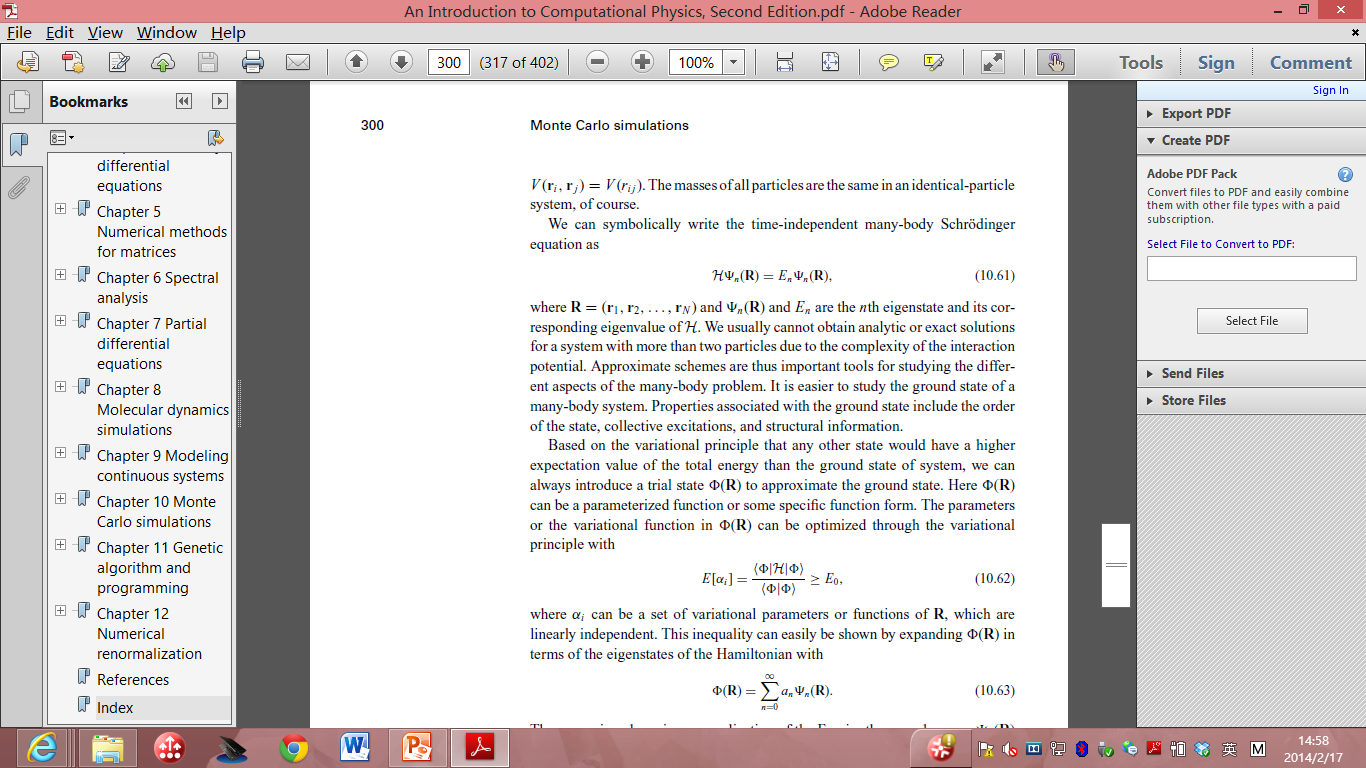 An Introduction to Computational Physics, Second Edition.pdf - Adobe Reader
File Edit View Window Help
300 (317 of 402) 100% Tools Sign Comment
Sign In
Bookmarks
differential
equations
Chapter 5
Numerical methods
for matrices
Chapter 6 Spectral
analysis
Chapter 7 Partial
differential
equations
Chapter 8
Molecular dynamics
simulations
Chapter 9 Modeling
continuous systems
Chapter 10 Monte
Carlo simulations
Chapter 11 Genetic
algorithm and
programming
Chapter 12
Numerical
renormalization
References
Index
300 Monte Carlo simulations
V(r_i, r_j) = V(r_ij). The masses of all particles are the same in an identical-particle
system, of course.
We can symbolically write the time-independent many-body Schrödinger
equation as
ℋΨ_n(R) = E_nΨ_n(R), (10.61)
where R = (r_1, r_2, . . . , r_N) and Ψ_n(R) and E_n are the nth eigenstate and its cor-
responding eigenvalue of ℋ. We usually cannot obtain analytic or exact solutions
for a system with more than two particles due to the complexity of the interaction
potential. Approximate schemes are thus important tools for studying the differ-
ent aspects of the many-body problem. It is easier to study the ground state of a
many-body system. Properties associated with the ground state include the order
of the state, collective excitations, and structural information.
Based on the variational principle that any other state would have a higher
expectation value of the total energy than the ground state of system, we can
always introduce a trial state Φ(R) to approximate the ground state. Here Φ(R)
can be a parameterized function or some specific function form. The parameters
or the variational function in Φ(R) can be optimized through the variational
principle with
E[α_i] = ⟨Φ|ℋ|Φ⟩ / ⟨Φ|Φ⟩ ≥ E_0, (10.62)
where α_i can be a set of variational parameters or functions of R, which are
linearly independent. This inequality can easily be shown by expanding Φ(R) in
terms of the eigenstates of the Hamiltonian with
Φ(R) = ∑_{n=0}^{∞} a_nΨ_n(R). (10.63)
Export PDF
Create PDF
Adobe PDF Pack
Convert files to PDF and easily combine
them with other file types with a paid
subscription.
Select File to Convert to PDF:
Select File
Send Files
Store Files
英 M
14:58
2014/2/17